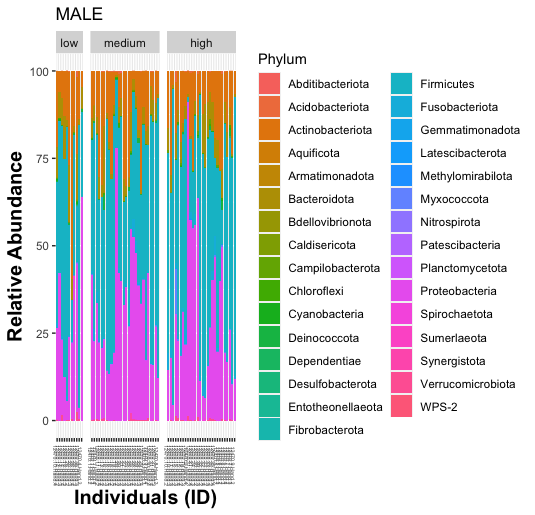 MALE
low medium high
Relative Abundance
100
75
50
25
0
Individuals (ID)
Phylum
Abditibacteriota
Acidobacteriota
Actinobacteriota
Aquificota
Armatimonadota
Bacteroidota
Bdellovibrionota
Caldisericota
Campilobacterota
Chloroflexi
Cyanobacteria
Deinococcota
Dependentiae
Desulfobacterota
Entotheonellaeota
Fibrobacterota
Firmicutes
Fusobacteriota
Gemmatimonadota
Latescibacterota
Methylomirabilota
Myxococcota
Nitrospirota
Patescibacteria
Planctomycetota
Proteobacteria
Spirochaetota
Sumerlaeota
Synergistota
Verrucomicrobiota
WPS-2